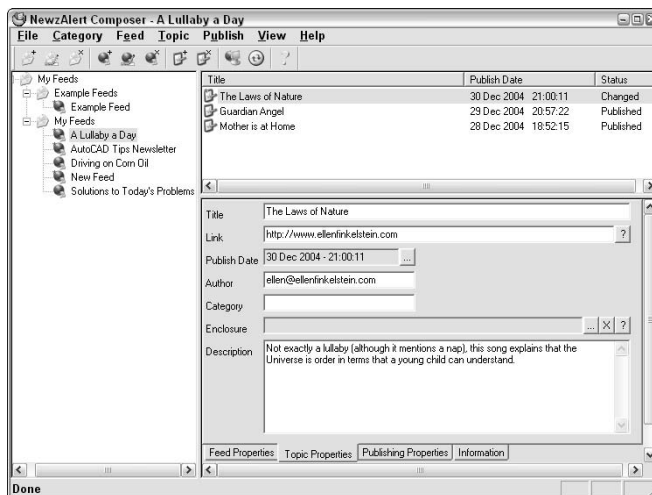 NewzAlert Composer - A Lullaby a Day
File Category Feed Topic Publish View Help
My Feeds
Example Feeds
Example Feed
My Feeds
A Lullaby a Day
AutoCAD Tips Newsletter
Driving on Corn Oil
New Feed
Solutions to Today's Problems
Title Publish Date Status
The Laws of Nature 30 Dec 2004 21:00:11 Changed
Guardian Angel 29 Dec 2004 20:57:22 Published
Mother is at Home 28 Dec 2004 18:52:15 Published
Title The Laws of Nature
Link http://www.ellenfinkelstein.com ?
Publish Date 30 Dec 2004 - 21:00:11 ...
Author ellen@ellenfinkelstein.com
Category
Enclosure ... X ?
Description Not exactly a lullaby (although it mentions a nap), this song explains that the
Universe is order in terms that a young child can understand.
Feed Properties Topic Properties Publishing Properties Information
Done